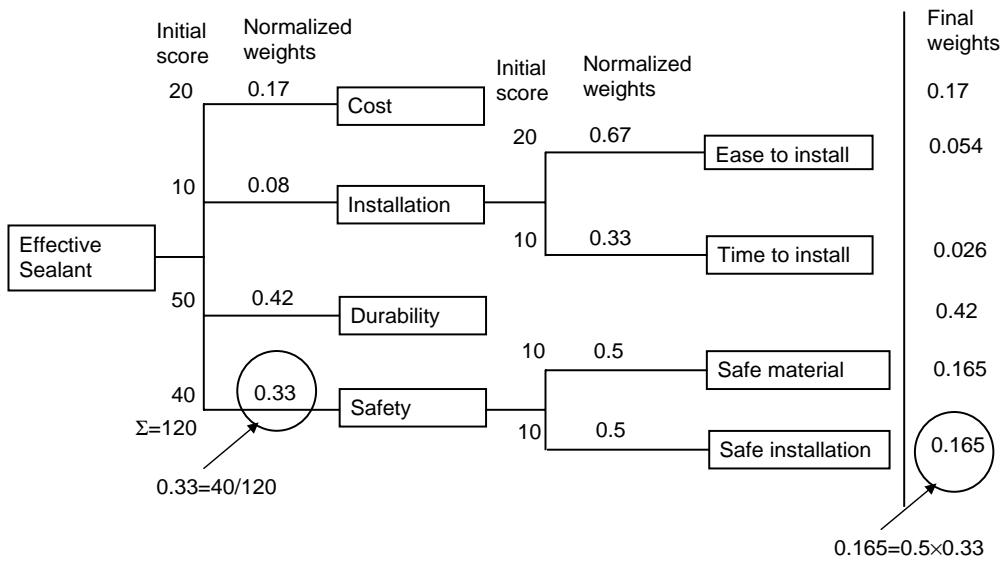 Initial
score
Normalized
weights
Final
weights
Initial
score
Normalized
weights
20
0.17
Cost
0.17
20
0.67
Ease to install
0.054
10
0.08
Installation
10
0.33
Time to install
0.026
Effective
Sealant
50
0.42
Durability
0.42
10
0.5
Safe material
0.165
40
0.33
Safety
Σ=120
10
0.5
Safe installation
0.165
0.33=40/120
0.165=0.5×0.33